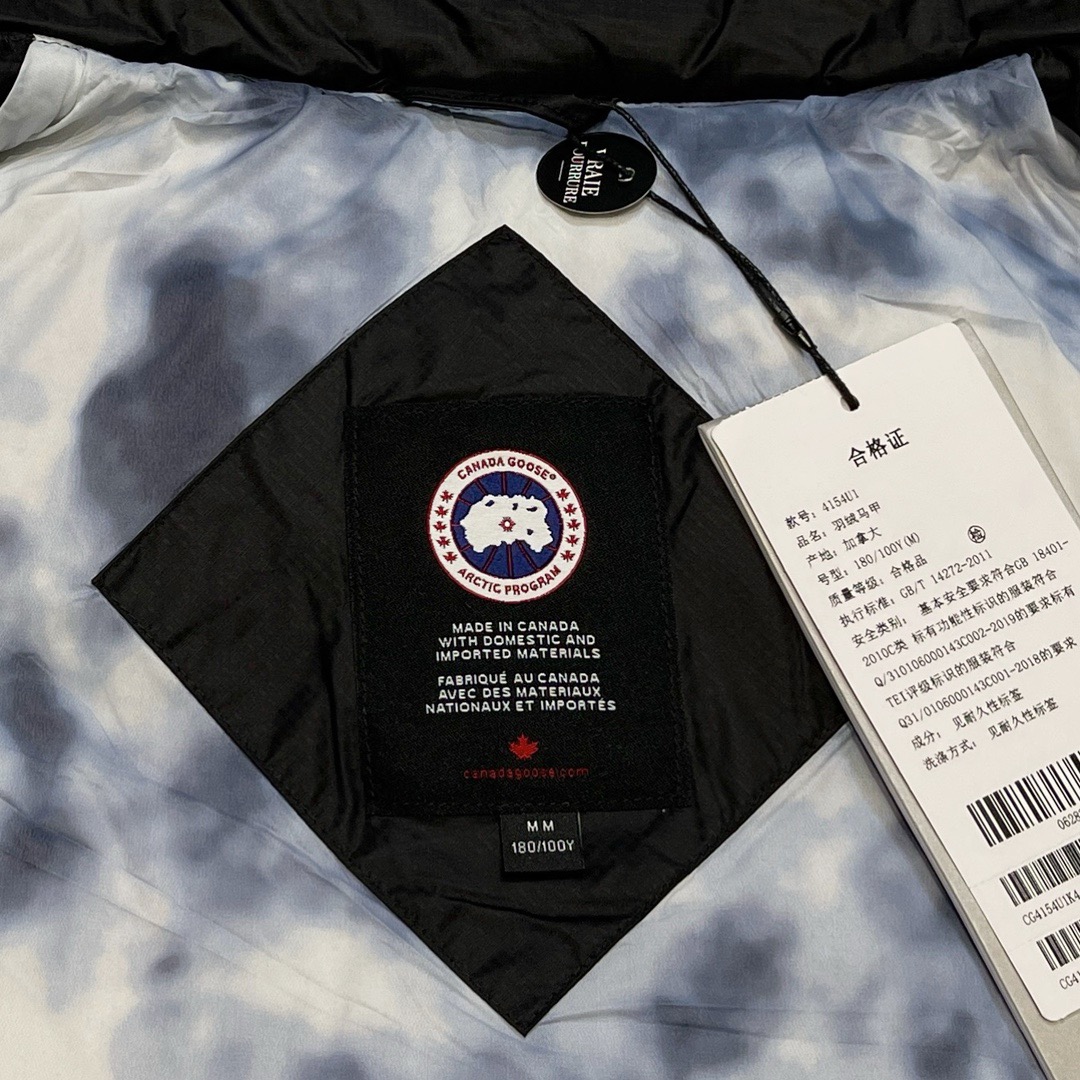 RAIE
OURRURE
CANADA GOOSE®
ARCTIC PROGRAM
MADE IN CANADA
WITH DOMESTIC AND
IMPORTED MATERIALS
FABRIQUÉ AU CANADA
AVEC DES MATERIAUX
NATIONAUX ET IMPORTÉS
canadagoose.com
MM
180/100Y
合格证
款号: 4154U1
品名: 羽绒马甲
产地: 加拿大
号型: 180/100Y(M)
质量等级: 合格品 检
执行标准: GB/T 14272-2011
安全类别: 基本安全要求符合GB 18401-
2010C类 标有功能性标识的服装符合
Q/310106000143C002-2019的要求标有
TEI评级标识的服装符合
Q31/0106000143C001-2018的要求
成分: 见耐久性标签
洗涤方式: 见耐久性标签
0628
CG4154U1K4
CG41